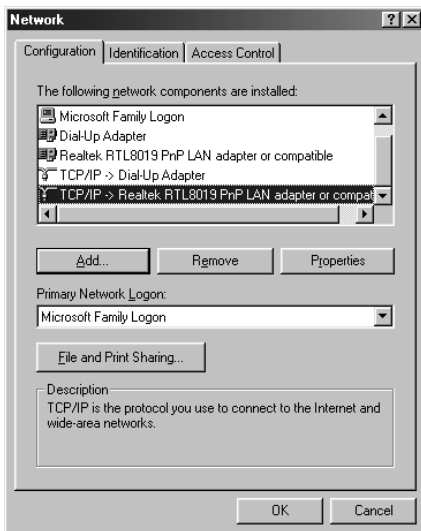 Network
Configuration Identification Access Control
The following network components are installed:
Microsoft Family Logon
Dial-Up Adapter
Realtek RTL8019 PnP LAN adapter or compatible
TCP/IP -> Dial-Up Adapter
TCP/IP -> Realtek RTL8019 PnP LAN adapter or compat
Add... Remove Properties
Primary Network Logon:
Microsoft Family Logon
File and Print Sharing...
Description
TCP/IP is the protocol you use to connect to the Internet and
wide-area networks.
OK Cancel